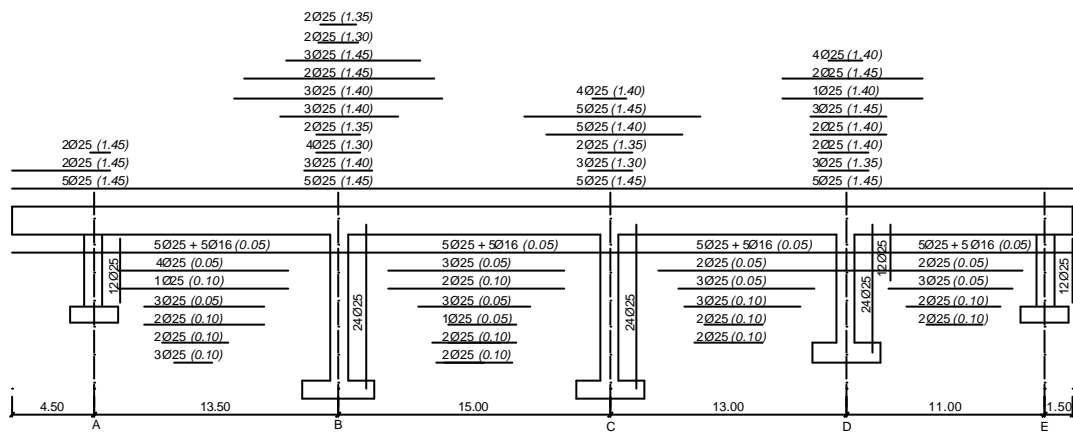 2Ø25 (1.35)
2Ø25 (1.30)
3Ø25 (1.45)
2Ø25 (1.45)
3Ø25 (1.40)
3Ø25 (1.40)
2Ø25 (1.35)
4Ø25 (1.30)
3Ø25 (1.40)
5Ø25 (1.45)
4Ø25 (1.40)
5Ø25 (1.45)
5Ø25 (1.40)
2Ø25 (1.35)
3Ø25 (1.30)
5Ø25 (1.45)
4Ø25 (1.40)
2Ø25 (1.45)
1Ø25 (1.40)
3Ø25 (1.45)
2Ø25 (1.40)
2Ø25 (1.40)
3Ø25 (1.35)
5Ø25 (1.45)
2Ø25 (1.45)
2Ø25 (1.45)
5Ø25 (1.45)
12Ø25
5Ø25 + 5Ø16 (0.05)
4Ø25 (0.05)
1Ø25 (0.10)
3Ø25 (0.05)
2Ø25 (0.10)
2Ø25 (0.10)
3Ø25 (0.10)
24Ø25
5Ø25 + 5Ø16 (0.05)
3Ø25 (0.05)
2Ø25 (0.10)
3Ø25 (0.05)
1Ø25 (0.05)
2Ø25 (0.10)
2Ø25 (0.10)
24Ø25
5Ø25 + 5Ø16 (0.05)
2Ø25 (0.05)
3Ø25 (0.05)
3Ø25 (0.10)
2Ø25 (0.10)
2Ø25 (0.10)
24Ø25
12Ø25
5Ø25 + 5Ø16 (0.05)
2Ø25 (0.05)
3Ø25 (0.05)
2Ø25 (0.10)
2Ø25 (0.10)
12Ø25
4.50 13.50 15.00 13.00 11.00 1.50
A B C D E